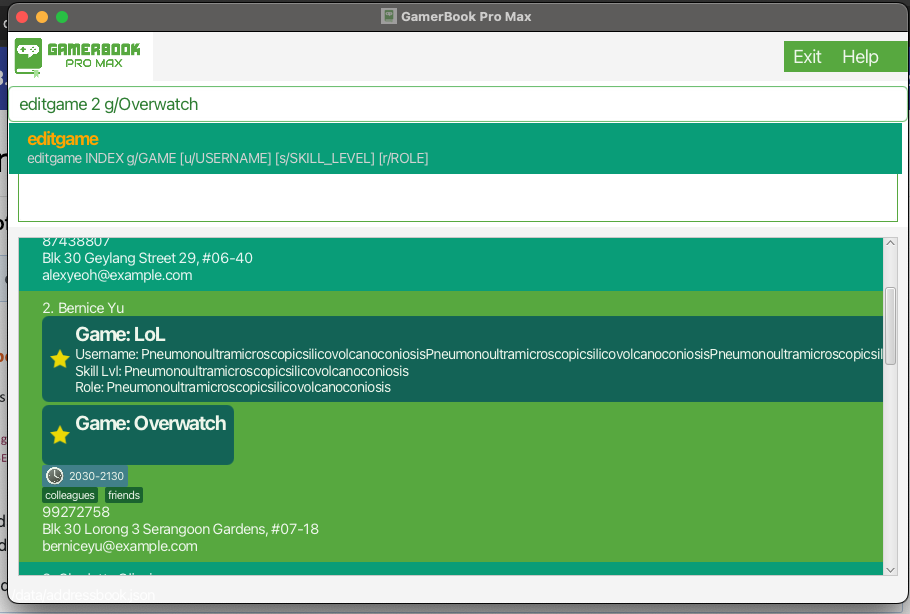 GamerBook Pro Max
GAMERBOOK
PRO MAX
Exit Help
editgame 2 g/Overwatch
editgame
editgame INDEX g/GAME [u/USERNAME] [s/SKILL_LEVEL] [r/ROLE]
87438807
Blk 30 Geylang Street 29, #06-40
alexyeoh@example.com
2. Bernice Yu
Game: LoL
Username: PneumonoultramicroscopicsilicovolcanoconiosisPneumonoultramicroscopicsilicovolcanoconiosisPneumonoultramicroscopicsil
Skill Lvl: Pneumonoultramicroscopicsilicovolcanoconiosis
Role: Pneumonoultramicroscopicsilicovolcanoconiosis
Game: Overwatch
2030-2130
colleagues friends
99272758
Blk 30 Lorong 3 Serangoon Gardens, #07-18
berniceyu@example.com
/data/addressbook.json